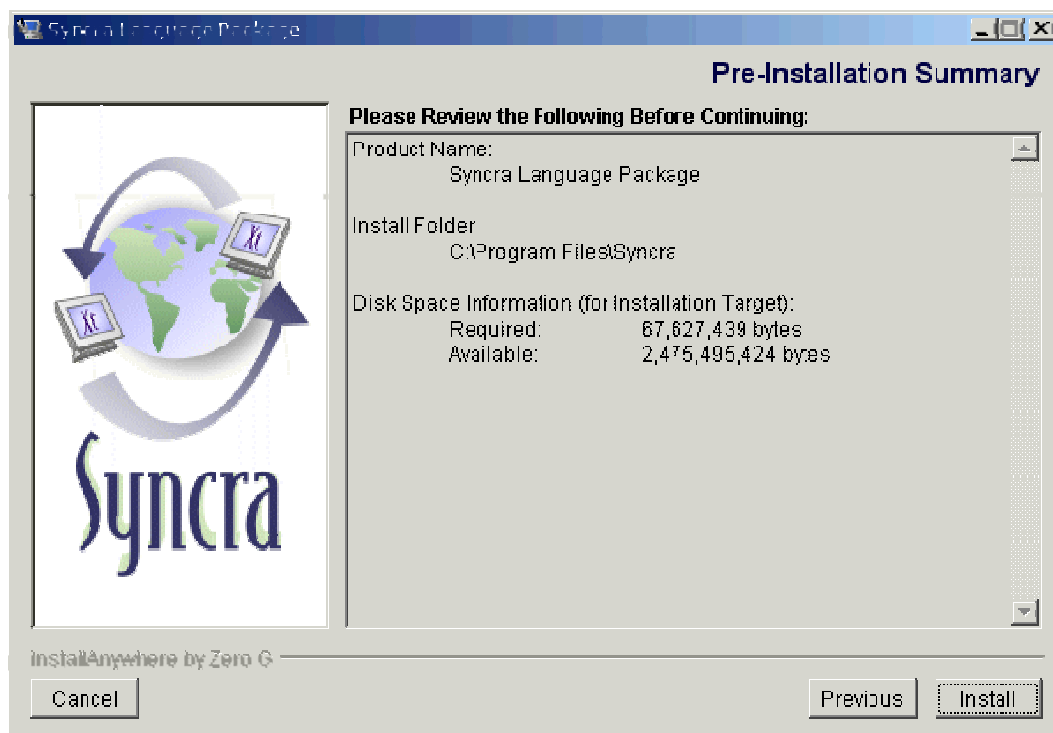 Syncra Language Package
Pre-Installation Summary
Please Review the Following Before Continuing:
Product Name:
Syncra Language Package
Install Folder
C:\Program Files\Syncra
Disk Space Information (for Installation Target):
Required: 67,627,439 bytes
Available: 2,475,495,424 bytes
Xt
Xt
Syncra
InstallAnywhere by Zero G
Cancel
Previous
Install